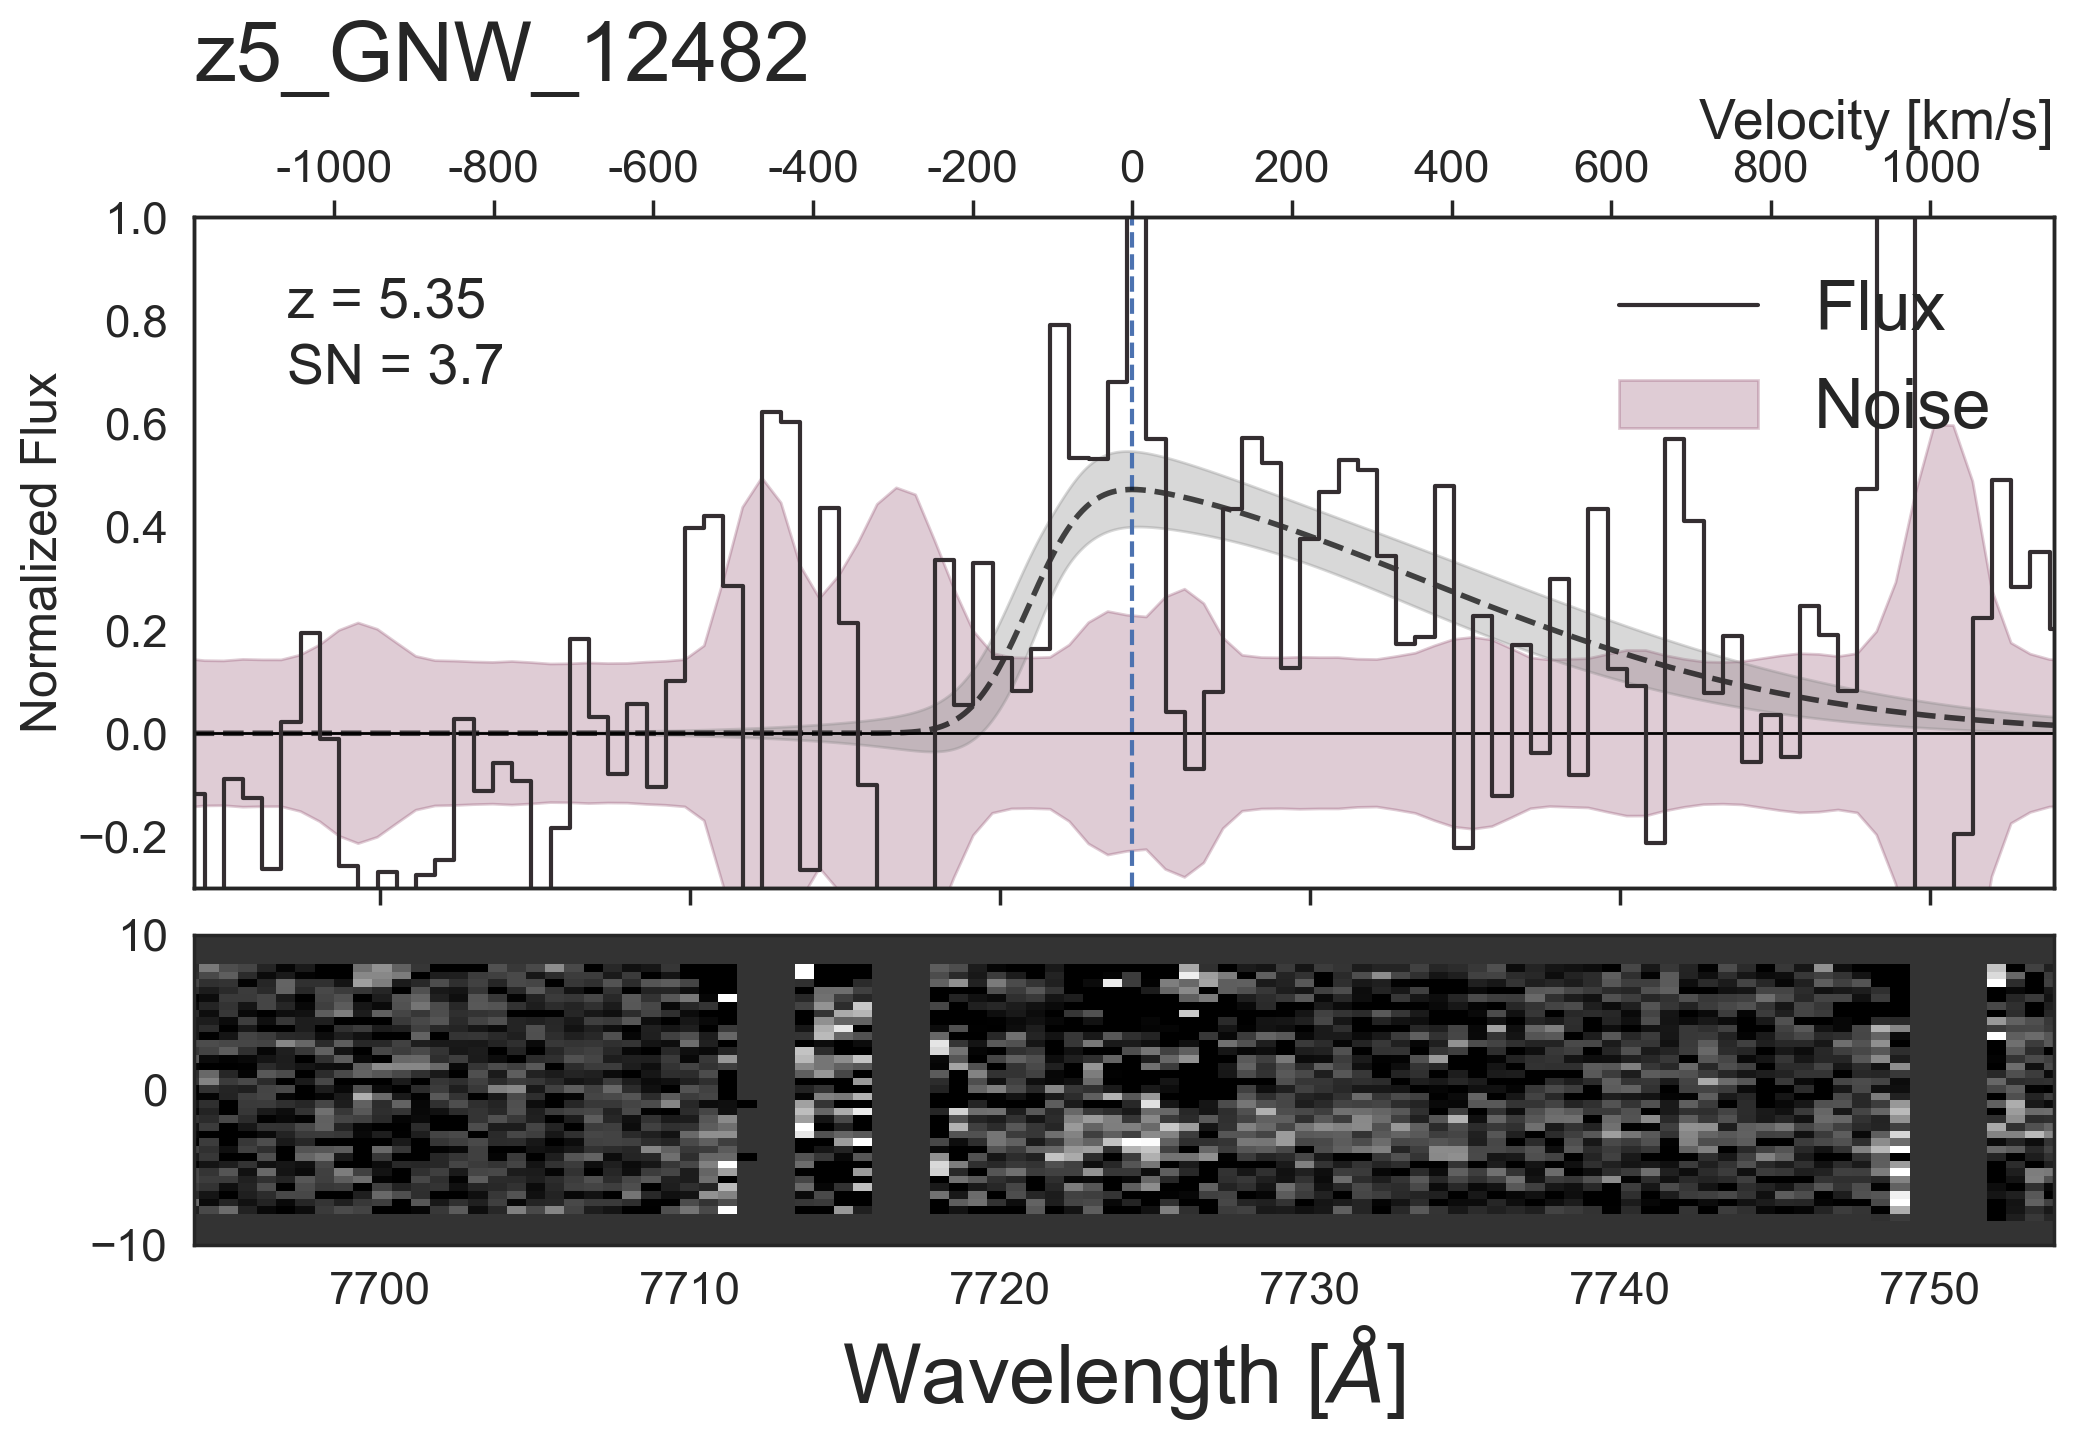 z5_GNW_12482
Velocity [km/s]
-1000 -800 -600 -400 -200 0 200 400 600 800 1000
1.0
z = 5.35
Flux
0.8
SN = 3.7
Noise
0.6
Normalized Flux
0.4
0.2
0.0
−0.2
10
0
−10
7700 7710 7720 7730 7740 7750
Wavelength [Å]